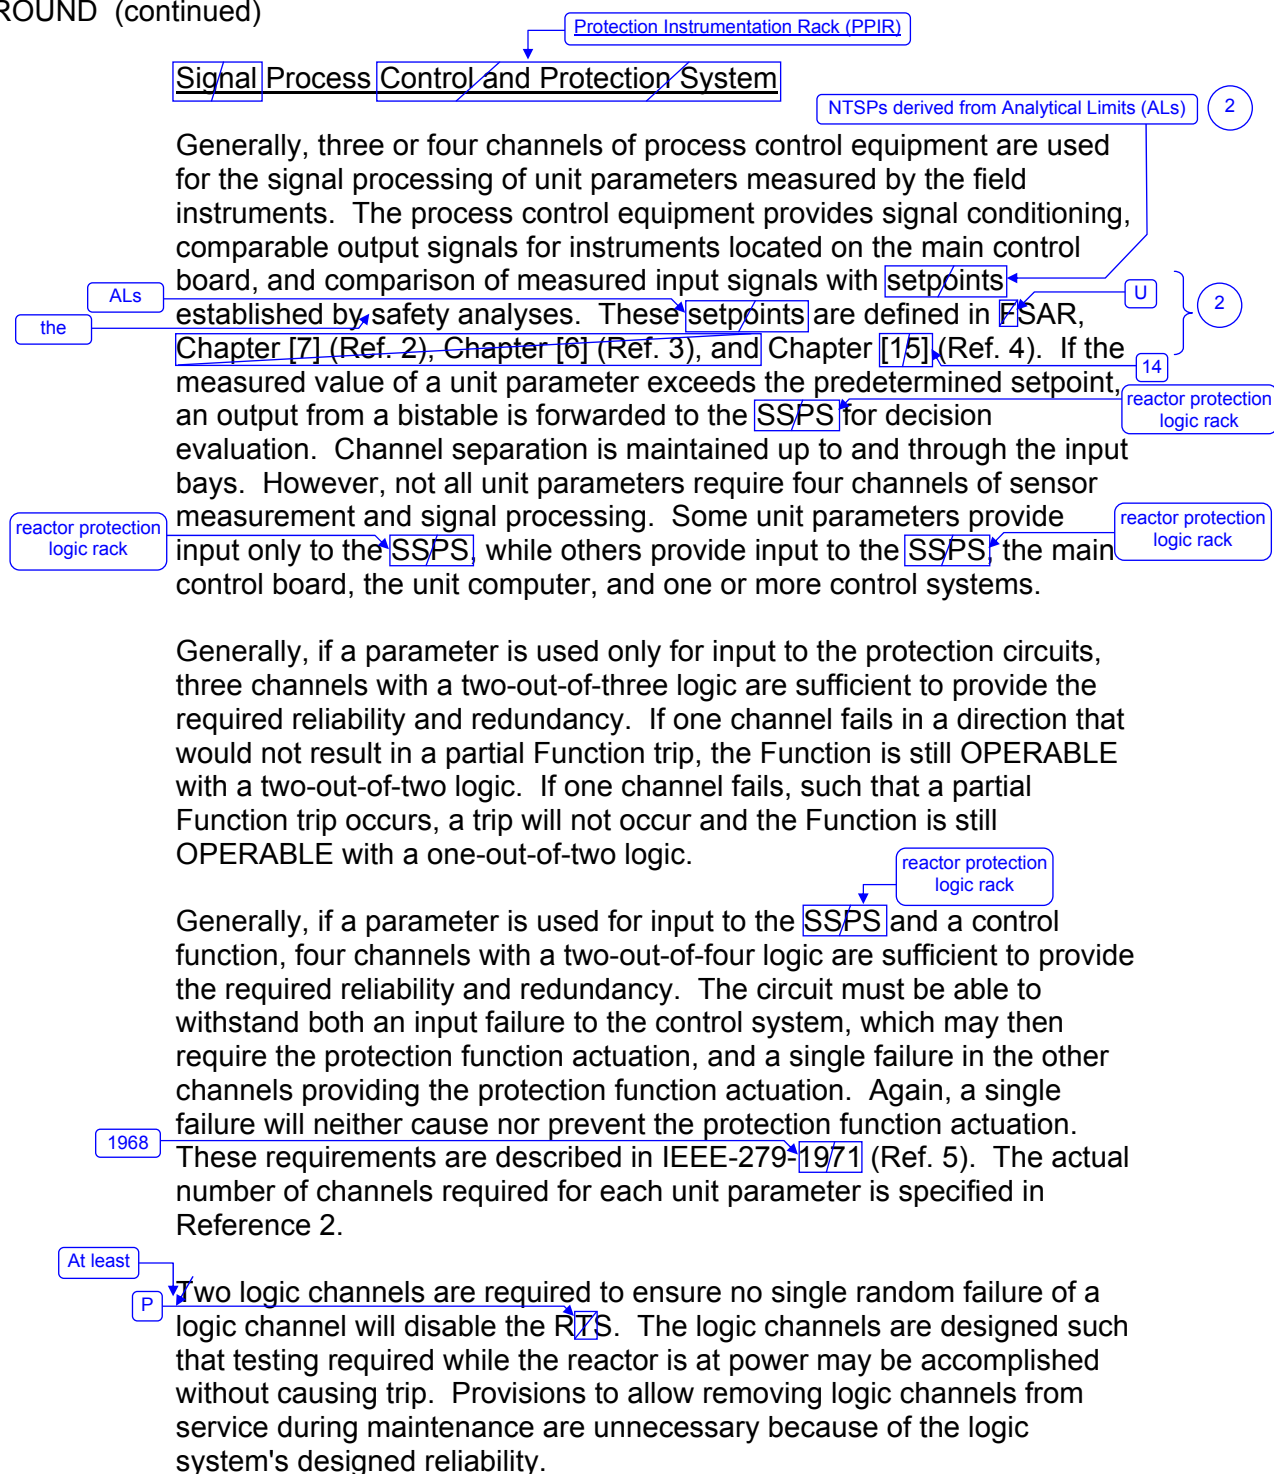 ROUND (continued)
Protection Instrumentation Rack (PPIR)
Signal Process Control and Protection System
NTSPs derived from Analytical Limits (ALs)
2
Generally, three or four channels of process control equipment are used
for the signal processing of unit parameters measured by the field
instruments. The process control equipment provides signal conditioning,
comparable output signals for instruments located on the main control
board, and comparison of measured input signals with setpoints
ALs
U
2
established by safety analyses. These setpoints are defined in FSAR,
the
Chapter [7] (Ref. 2), Chapter [6] (Ref. 3), and Chapter [15] (Ref. 4). If the
14
measured value of a unit parameter exceeds the predetermined setpoint,
an output from a bistable is forwarded to the SSPS for decision
reactor protection
logic rack
evaluation. Channel separation is maintained up to and through the input
bays. However, not all unit parameters require four channels of sensor
measurement and signal processing. Some unit parameters provide
reactor protection
logic rack
reactor protection
logic rack
input only to the SSPS, while others provide input to the SSPS, the main
control board, the unit computer, and one or more control systems.
Generally, if a parameter is used only for input to the protection circuits,
three channels with a two-out-of-three logic are sufficient to provide the
required reliability and redundancy. If one channel fails in a direction that
would not result in a partial Function trip, the Function is still OPERABLE
with a two-out-of-two logic. If one channel fails, such that a partial
Function trip occurs, a trip will not occur and the Function is still
OPERABLE with a one-out-of-two logic.
reactor protection
logic rack
Generally, if a parameter is used for input to the SSPS and a control
function, four channels with a two-out-of-four logic are sufficient to provide
the required reliability and redundancy. The circuit must be able to
withstand both an input failure to the control system, which may then
require the protection function actuation, and a single failure in the other
channels providing the protection function actuation. Again, a single
failure will neither cause nor prevent the protection function actuation.
1968
These requirements are described in IEEE-279-1971 (Ref. 5). The actual
number of channels required for each unit parameter is specified in
Reference 2.
At least
Two logic channels are required to ensure no single random failure of a
P
logic channel will disable the RTS. The logic channels are designed such
that testing required while the reactor is at power may be accomplished
without causing trip. Provisions to allow removing logic channels from
service during maintenance are unnecessary because of the logic
system's designed reliability.